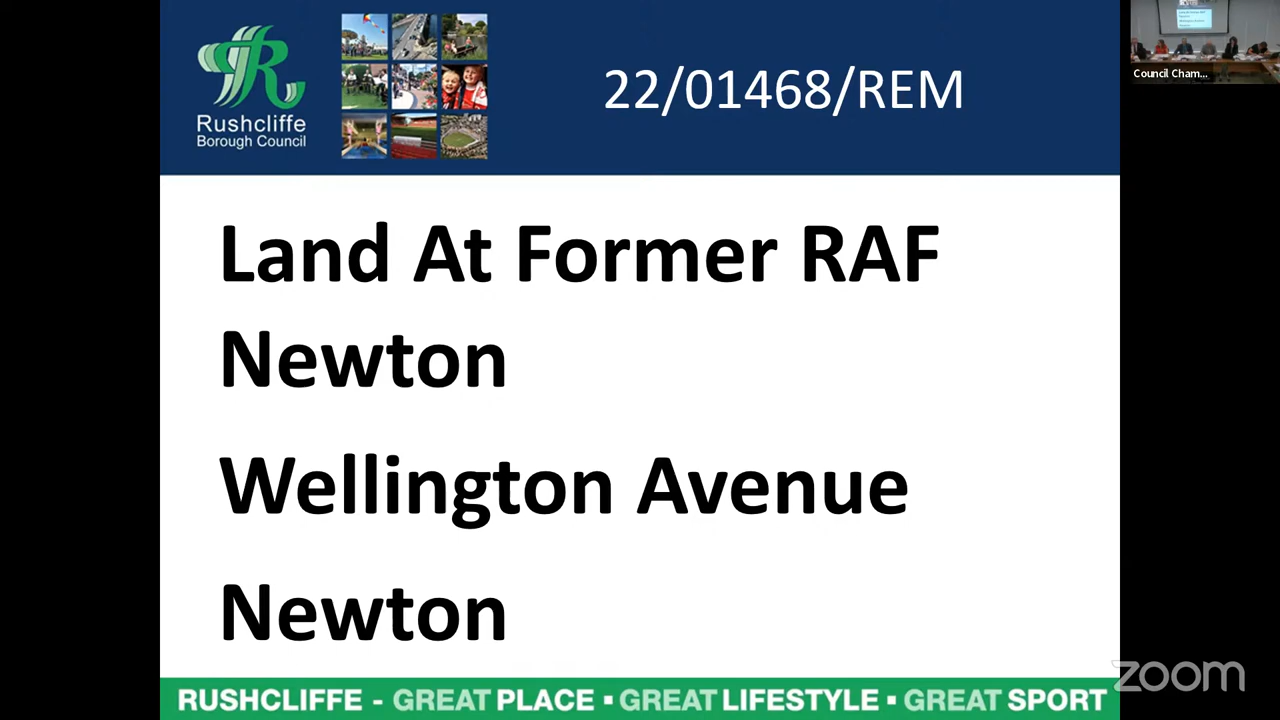 Rushcliffe
Borough Council
22/01468/REM
Council Cham...
Land At Former RAF
Newton
Wellington Avenue
Newton
RUSHCLIFFE - GREAT PLACE ▪ GREAT LIFESTYLE ▪ GREAT SPORT
zoom